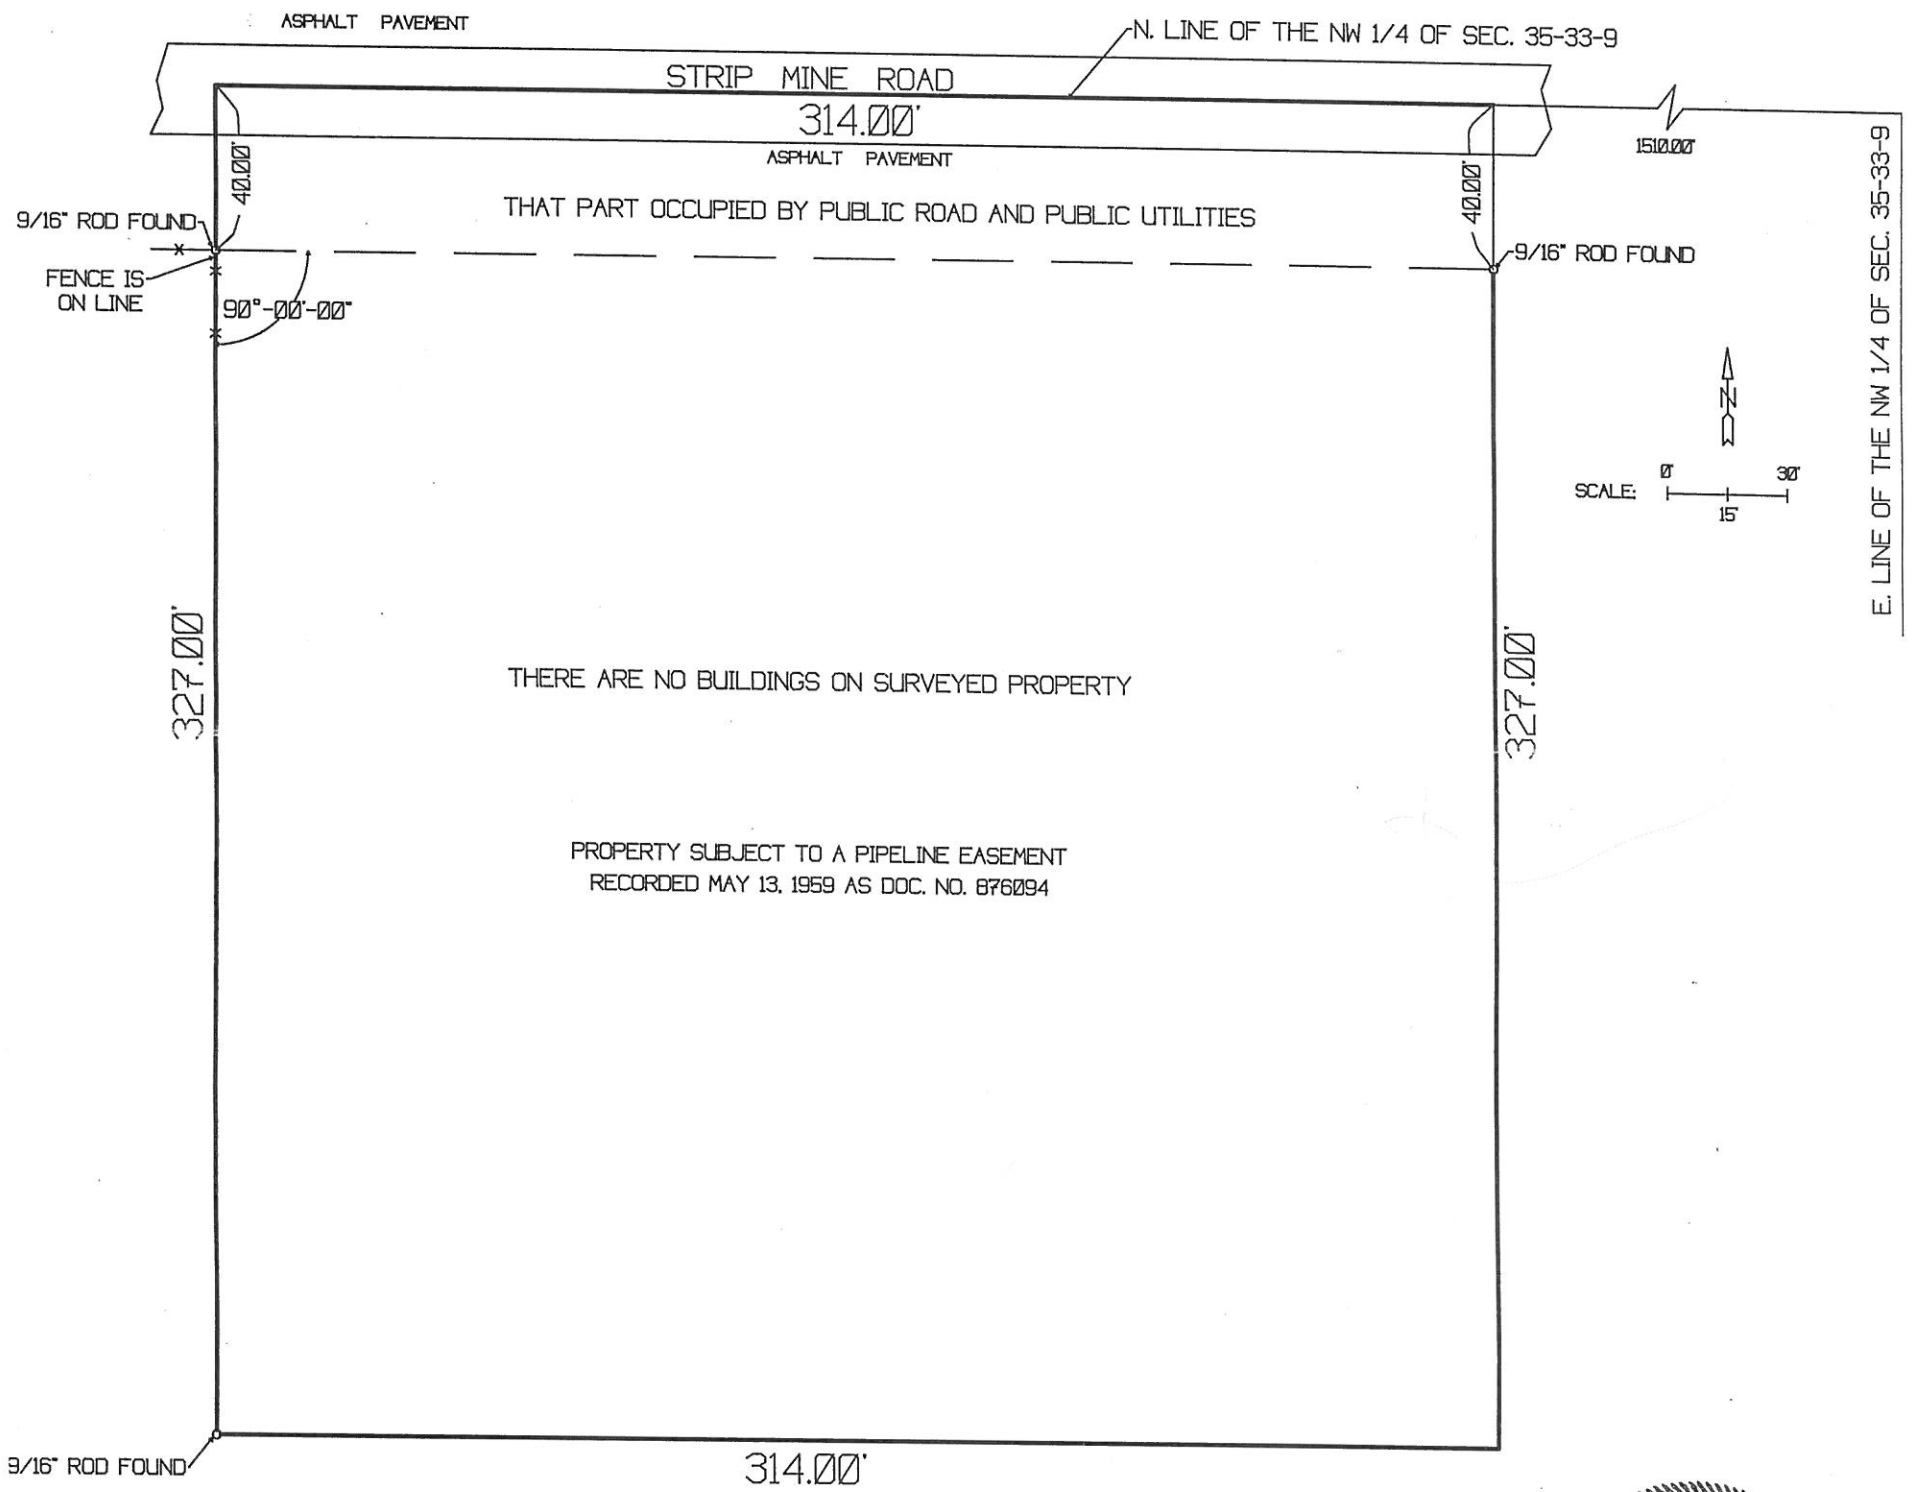 ASPHALT PAVEMENT
N. LINE OF THE NW 1/4 OF SEC. 35-33-9
STRIP MINE ROAD
314.00'
ASPHALT PAVEMENT
1510.00'
40.00'
40.00'
THAT PART OCCUPIED BY PUBLIC ROAD AND PUBLIC UTILITIES
9/16" ROD FOUND
9/16" ROD FOUND
FENCE IS
ON LINE
90°-00'-00"
E. LINE OF THE NW 1/4 OF SEC. 35-33-9
N
SCALE:
0'
30'
15'
327.00'
327.00'
THERE ARE NO BUILDINGS ON SURVEYED PROPERTY
PROPERTY SUBJECT TO A PIPELINE EASEMENT
RECORDED MAY 13, 1959 AS DOC. NO. 876094
9/16" ROD FOUND
314.00'